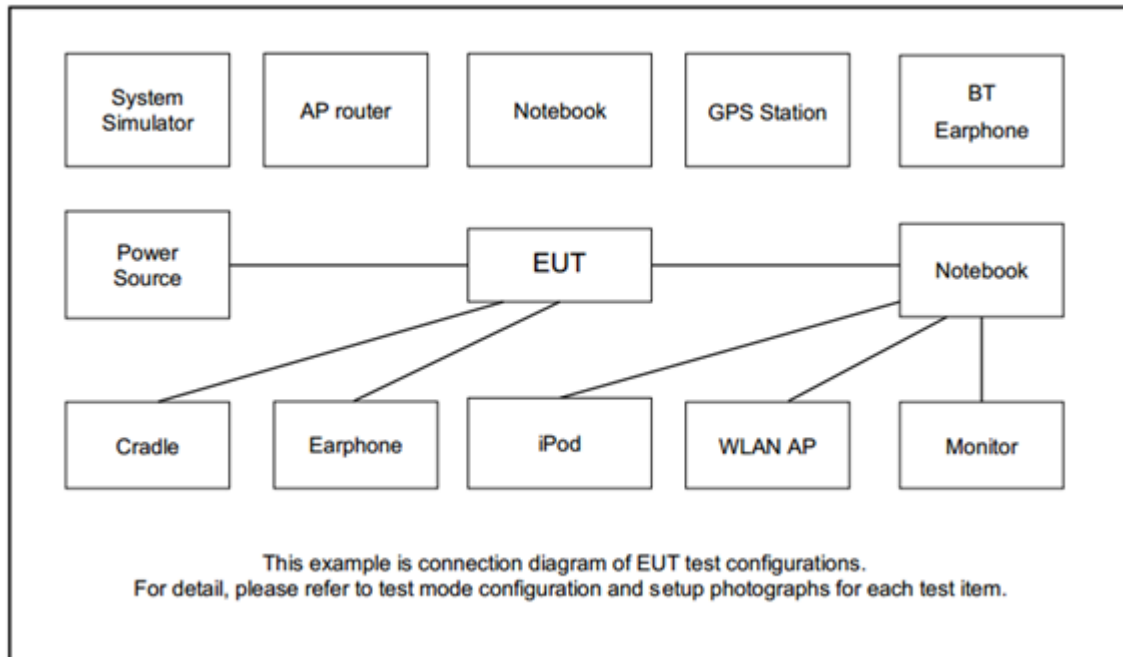 System
Simulator
AP router
Notebook
GPS Station
BT
Earphone
Power
Source
EUT
Notebook
Cradle
Earphone
iPod
WLAN AP
Monitor
This example is connection diagram of EUT test configurations.
For detail, please refer to test mode configuration and setup photographs for each test item.